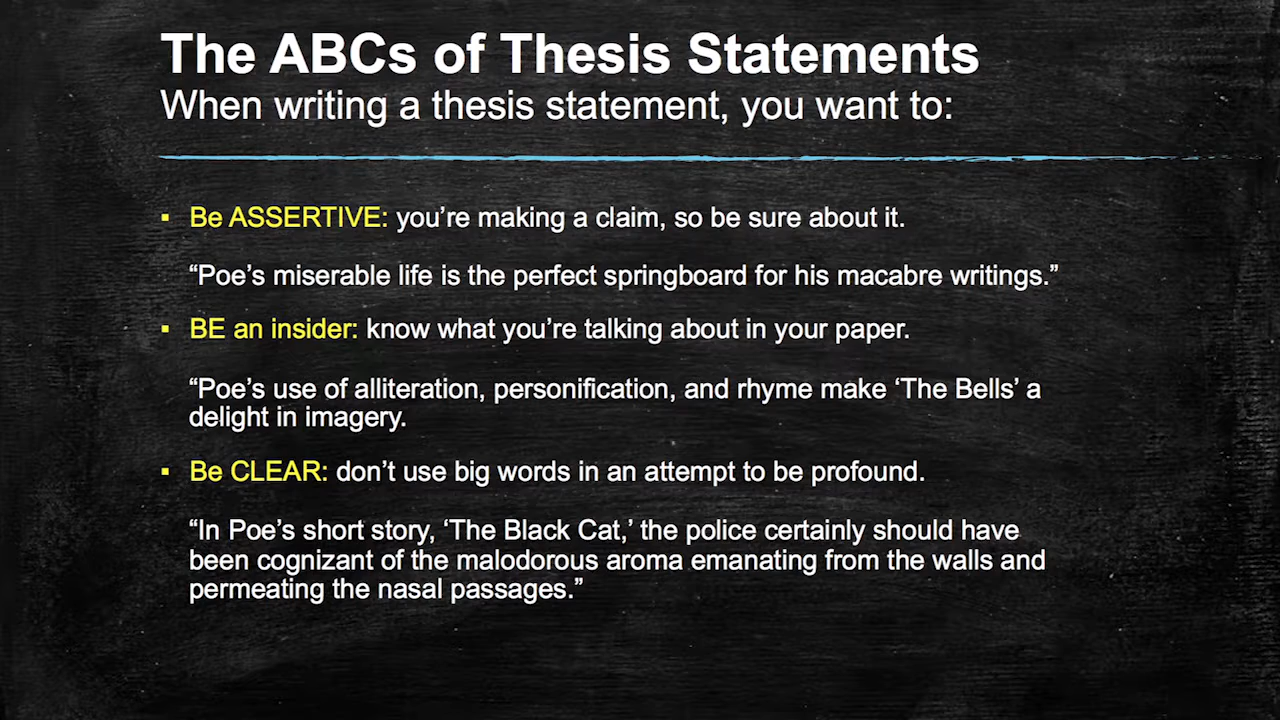 The ABCs of Thesis Statements
When writing a thesis statement, you want to:
▪ Be ASSERTIVE: you’re making a claim, so be sure about it.
“Poe’s miserable life is the perfect springboard for his macabre writings.”
▪ BE an insider: know what you’re talking about in your paper.
“Poe’s use of alliteration, personification, and rhyme make ‘The Bells’ a
delight in imagery.
▪ Be CLEAR: don’t use big words in an attempt to be profound.
“In Poe’s short story, ‘The Black Cat,’ the police certainly should have
been cognizant of the malodorous aroma emanating from the walls and
permeating the nasal passages.”